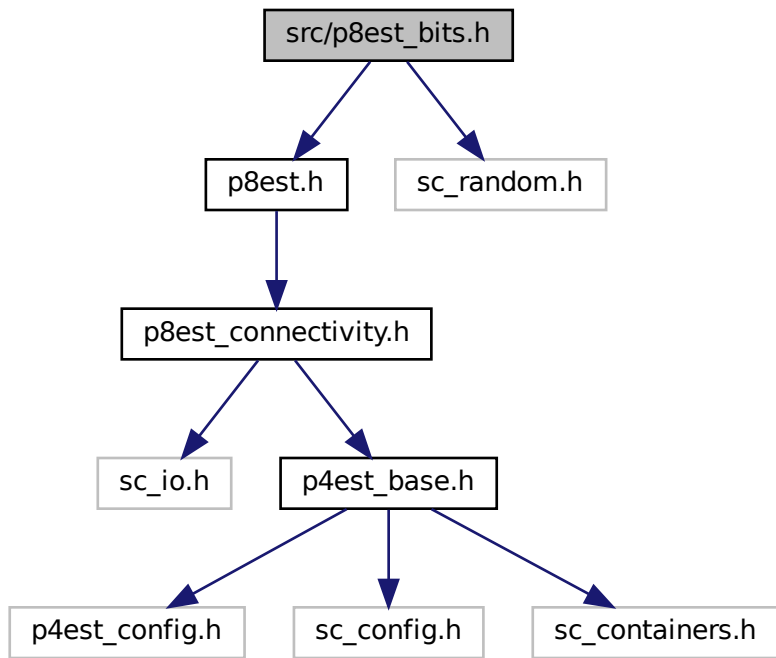 src/p8est_bits.h
p8est.h
sc_random.h
p8est_connectivity.h
sc_io.h
p4est_base.h
p4est_config.h
sc_config.h
sc_containers.h